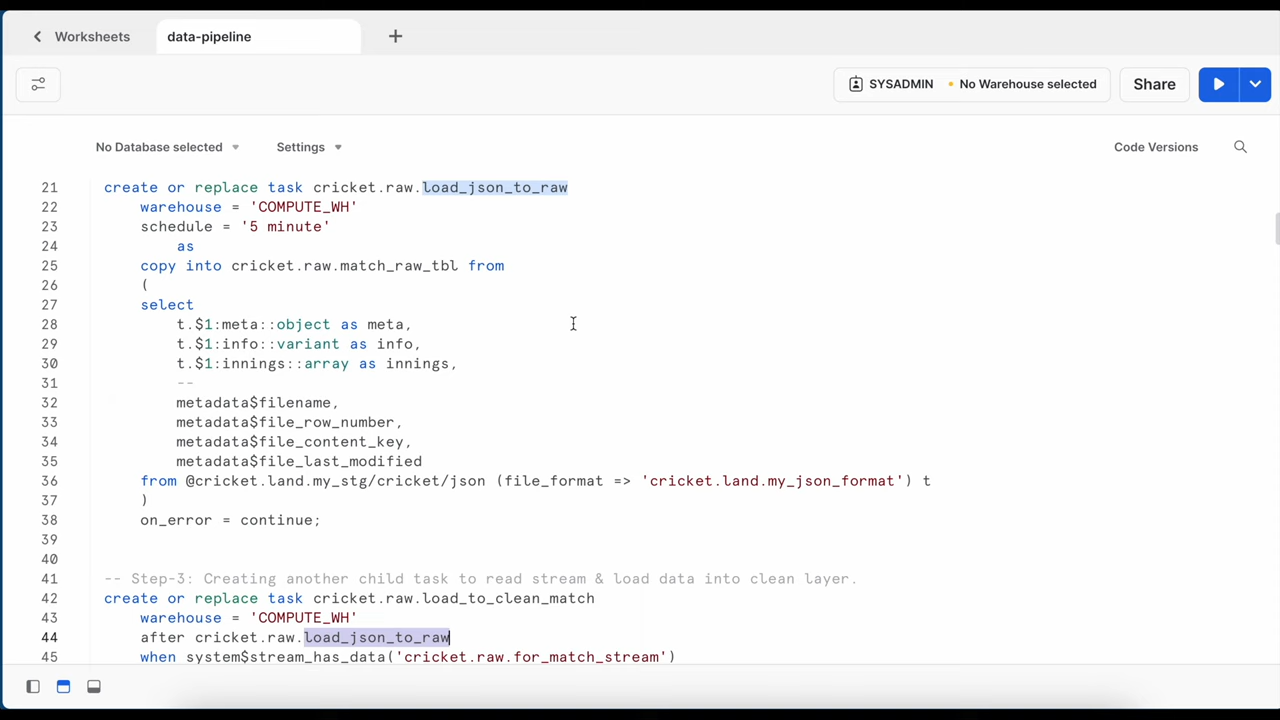 Worksheets
data-pipeline
SYSADMIN
No Warehouse selected
Share
No Database selected
Settings
Code Versions
21 create or replace task cricket.raw.load_json_to_raw
22 warehouse = 'COMPUTE_WH'
23 schedule = '5 minute'
24 as
25 copy into cricket.raw.match_raw_tbl from
26 (
27 select
28 t.$1:meta::object as meta,
29 t.$1:info::variant as info,
30 t.$1:innings::array as innings,
31 --
32 metadata$filename,
33 metadata$file_row_number,
34 metadata$file_content_key,
35 metadata$file_last_modified
36 from @cricket.land.my_stg/cricket/json (file_format => 'cricket.land.my_json_format') t
37 )
38 on_error = continue;
39
40
41 -- Step-3: Creating another child task to read stream & load data into clean layer.
42 create or replace task cricket.raw.load_to_clean_match
43 warehouse = 'COMPUTE_WH'
44 after cricket.raw.load_json_to_raw
45 when system$stream_has_data('cricket.raw.for_match_stream')